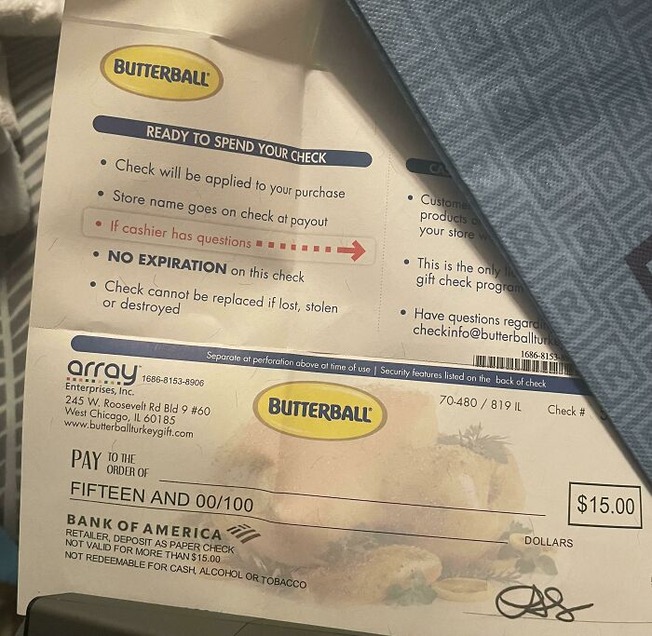 BUTTERBALL
READY TO SPEND YOUR CHECK
• Check will be applied to your purchase
• Store name goes on check at payout
• If cashier has questions
• NO EXPIRATION on this check
• Check cannot be replaced if lost, stolen
or destroyed
• Custome
products o
your store w
• This is the only
gift check program
• Have questions regardi
checkinfo@butterballturk
1686-8153-
Separate at perforation above at time of use | Security features listed on the back of check
array 1686-8153-8906
Enterprises, Inc.
245 W. Roosevelt Rd Bld 9 #60
West Chicago, IL 60185
www.butterballturkeygift.com
BUTTERBALL
70-480 / 819 IL
Check #
PAY TO THE
ORDER OF
$15.00
FIFTEEN AND 00/100
DOLLARS
BANK OF AMERICA
RETAILER, DEPOSIT AS PAPER CHECK
NOT VALID FOR MORE THAN $15.00
NOT REDEEMABLE FOR CASH, ALCOHOL OR TOBACCO